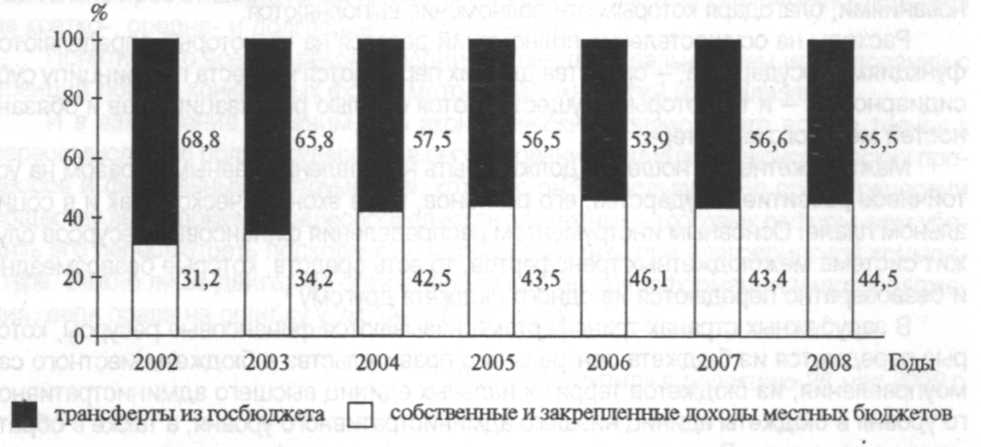 %
100
80
60
40
20
0
68,8 65,8 57,5 56,5 53,9 56,6 55,5
31,2 34,2 42,5 43,5 46,1 43,4 44,5
2002 2003 2004 2005 2006 2007 2008 Годы
трансферты из госбюджета собственные и закрепленные доходы местных бюджетов